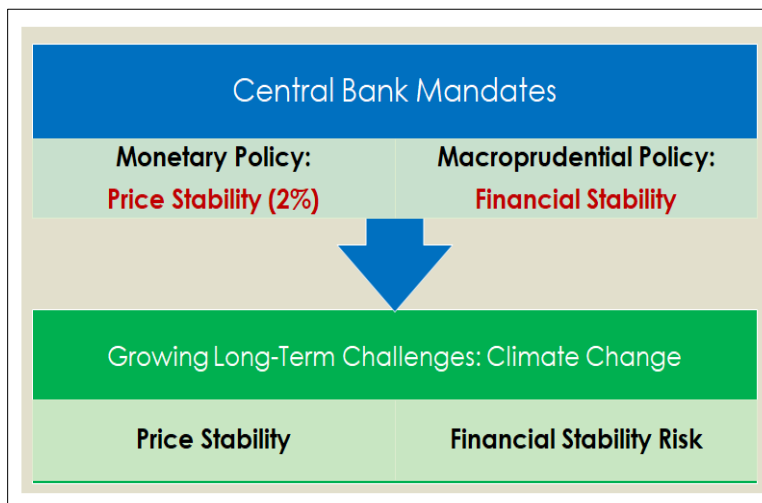 Central Bank Mandates
Monetary Policy:
Price Stability (2%)
Macroprudential Policy:
Financial Stability
Growing Long-Term Challenges: Climate Change
Price Stability
Financial Stability Risk